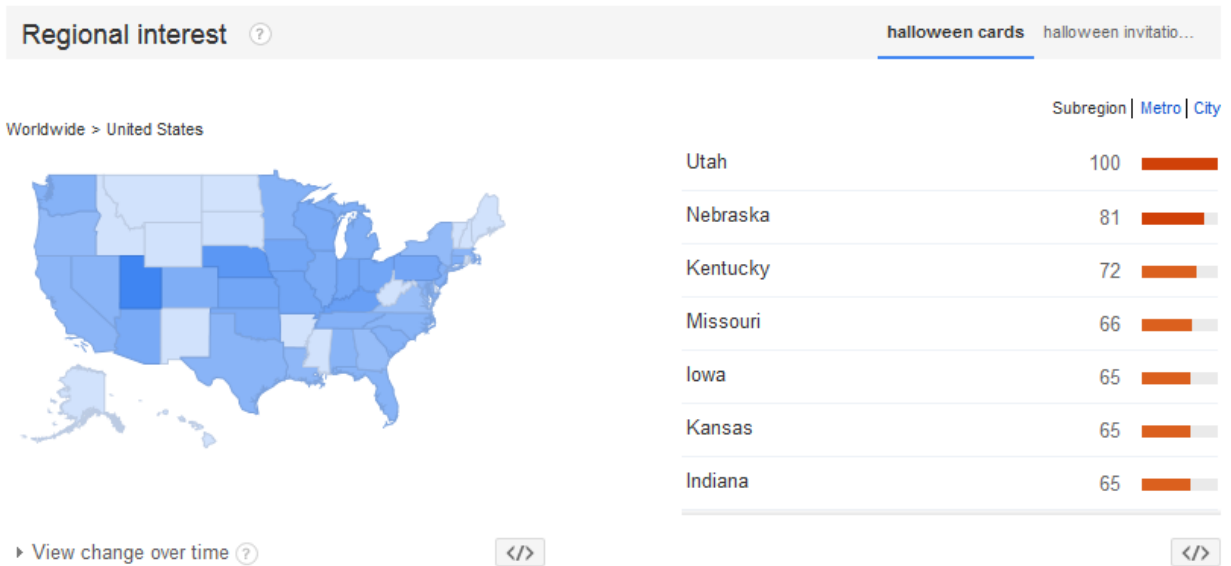 Regional interest ?
halloween cards halloween invitatio...
Subregion | Metro | City
Worldwide > United States
Utah 100
Nebraska 81
Kentucky 72
Missouri 66
Iowa 65
Kansas 65
Indiana 65
View change over time ?
</>
</>